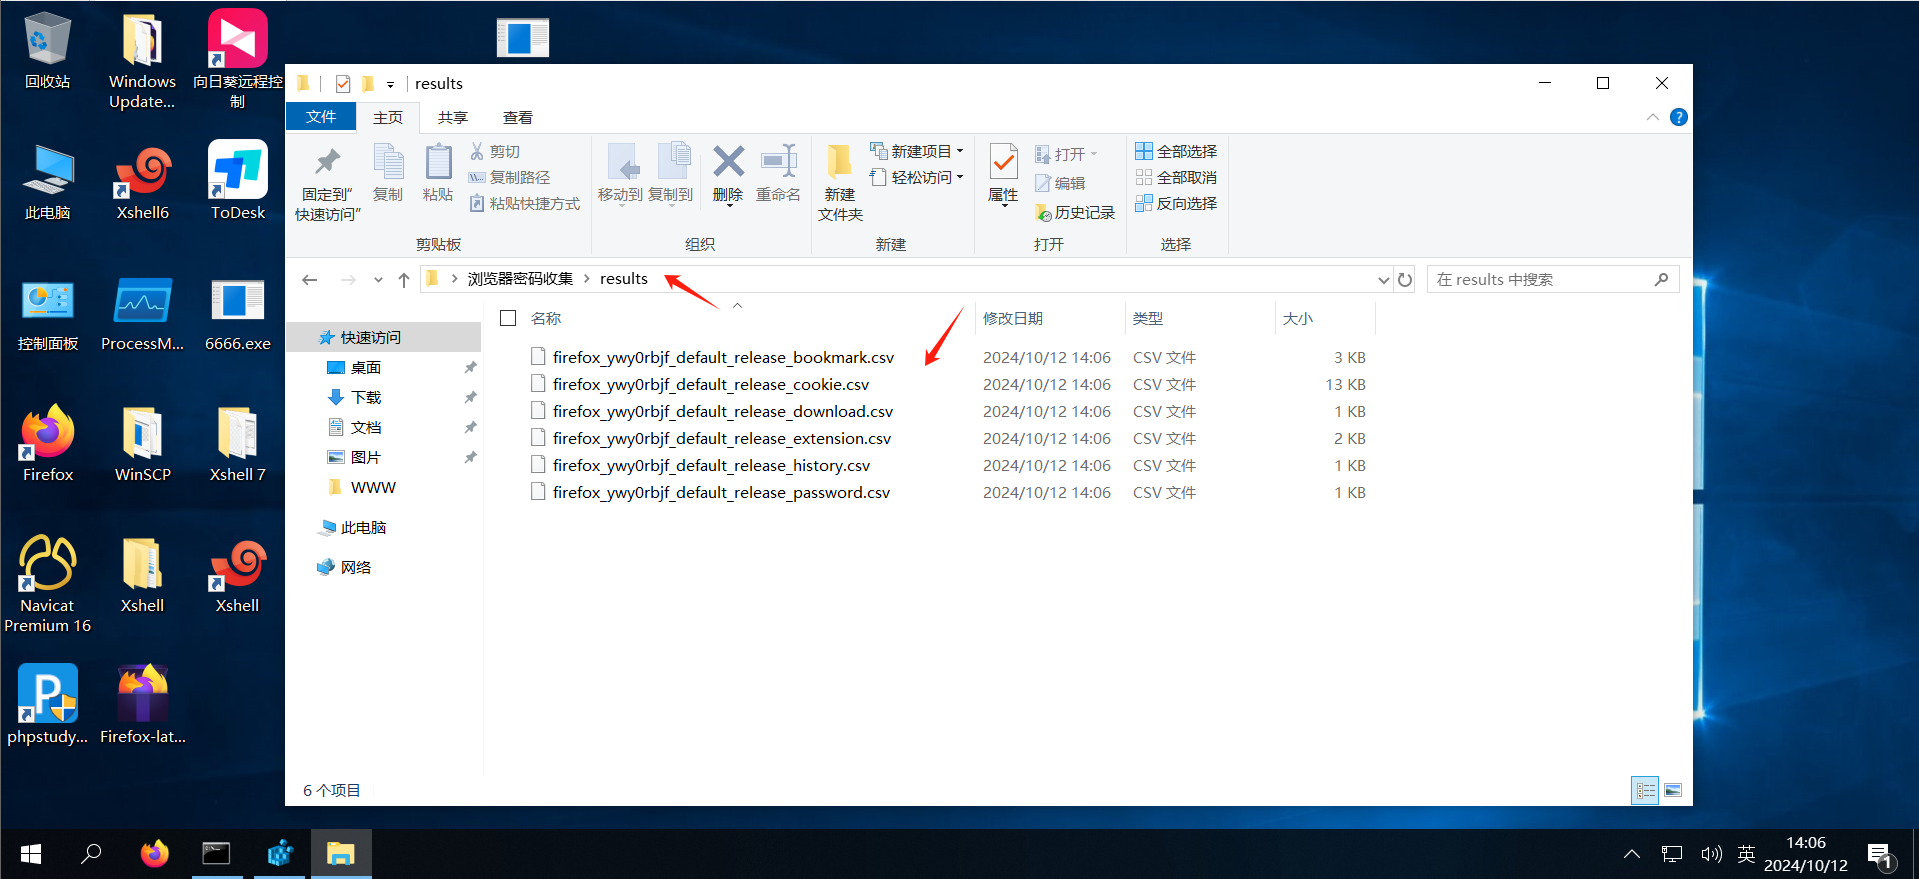 回收站
Windows
Update...
向日葵远程控
制
此电脑
Xshell6
ToDesk
控制面板
ProcessM...
6666.exe
Firefox
WinSCP
Xshell 7
Navicat
Premium 16
Xshell
Xshell
phpstudy...
Firefox-lat...
results
文件
主页
共享
查看
固定到"
快速访问"
复制
粘贴
剪切
复制路径
粘贴快捷方式
剪贴板
移动到
复制到
删除
重命名
组织
新建
文件夹
新建项目
轻松访问
新建
属性
打开
编辑
历史记录
打开
全部选择
全部取消
反向选择
选择
浏览器密码收集 > results
在 results 中搜索
快速访问
桌面
下载
文档
图片
WWW
此电脑
网络
名称 修改日期 类型 大小
firefox_ywy0rbjf_default_release_bookmark.csv 2024/10/12 14:06 CSV 文件 3 KB
firefox_ywy0rbjf_default_release_cookie.csv 2024/10/12 14:06 CSV 文件 13 KB
firefox_ywy0rbjf_default_release_download.csv 2024/10/12 14:06 CSV 文件 1 KB
firefox_ywy0rbjf_default_release_extension.csv 2024/10/12 14:06 CSV 文件 2 KB
firefox_ywy0rbjf_default_release_history.csv 2024/10/12 14:06 CSV 文件 1 KB
firefox_ywy0rbjf_default_release_password.csv 2024/10/12 14:06 CSV 文件 1 KB
6 个项目
英
14:06
2024/10/12
1